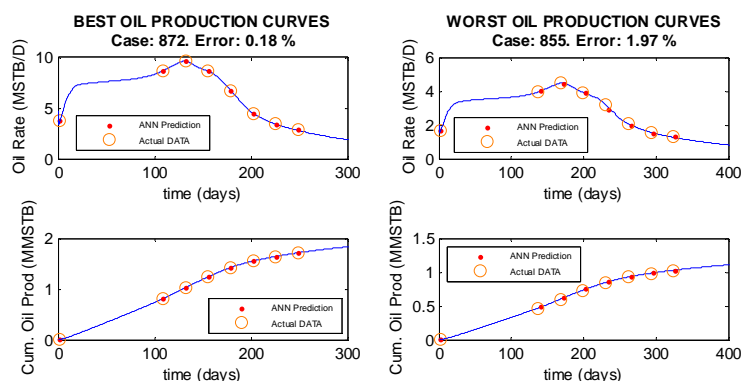 BEST OIL PRODUCTION CURVES
Case: 872. Error: 0.18 %
10
5
0
Oil Rate (MSTB/D)
ANN Prediction
Actual DATA
0
100
200
300
time (days)
WORST OIL PRODUCTION CURVES
Case: 855. Error: 1.97 %
6
4
2
0
Oil Rate (MSTB/D)
ANN Prediction
Actual DATA
0
100
200
300
400
time (days)
2
1
0
Cum. Oil Prod (MMSTB)
ANN Prediction
Actual DATA
0
100
200
300
time (days)
1.5
1
0.5
0
Cum. Oil Prod (MMSTB)
ANN Prediction
Actual DATA
0
100
200
300
400
time (days)